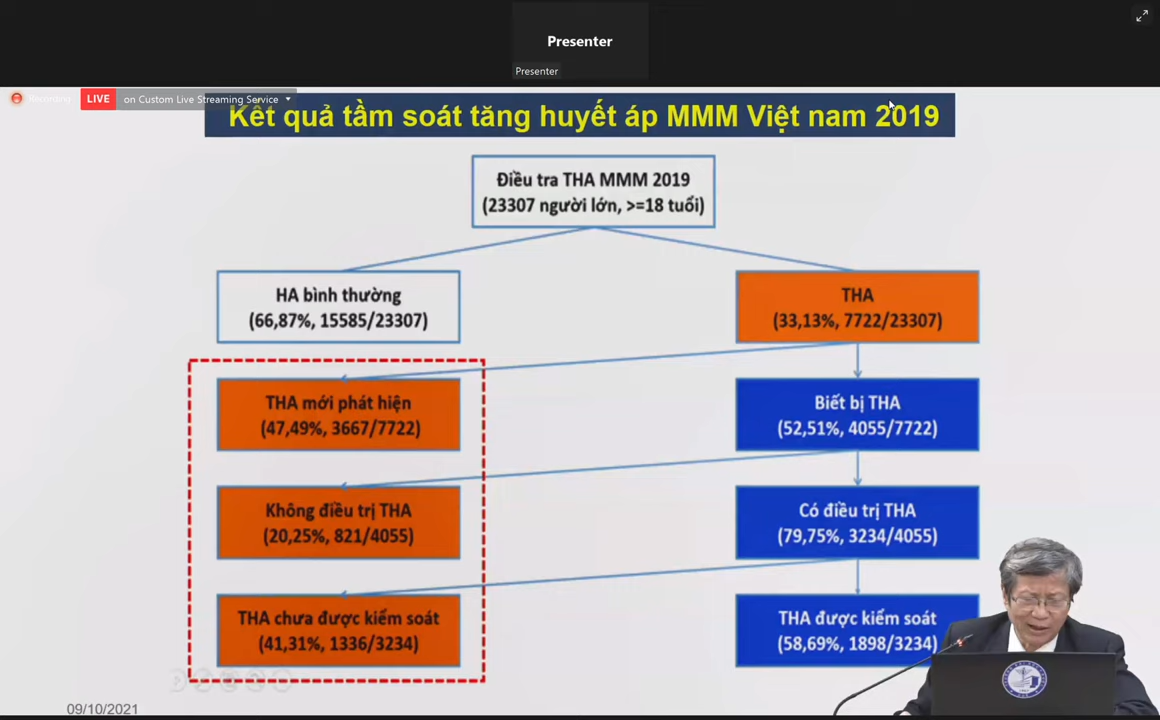 Presenter
Presenter
Recording
LIVE on Custom Live Streaming Service
Kết quả tầm soát tăng huyết áp MMM Việt nam 2019
Điều tra THA MMM 2019
(23307 người lớn, >=18 tuổi)
HA bình thường
(66,87%, 15585/23307)
THA
(33,13%, 7722/23307)
THA mới phát hiện
(47,49%, 3667/7722)
Biết bị THA
(52,51%, 4055/7722)
Không điều trị THA
(20,25%, 821/4055)
Có điều trị THA
(79,75%, 3234/4055)
THA chưa được kiểm soát
(41,31%, 1336/3234)
THA được kiểm soát
(58,69%, 1898/3234)
09/10/2021